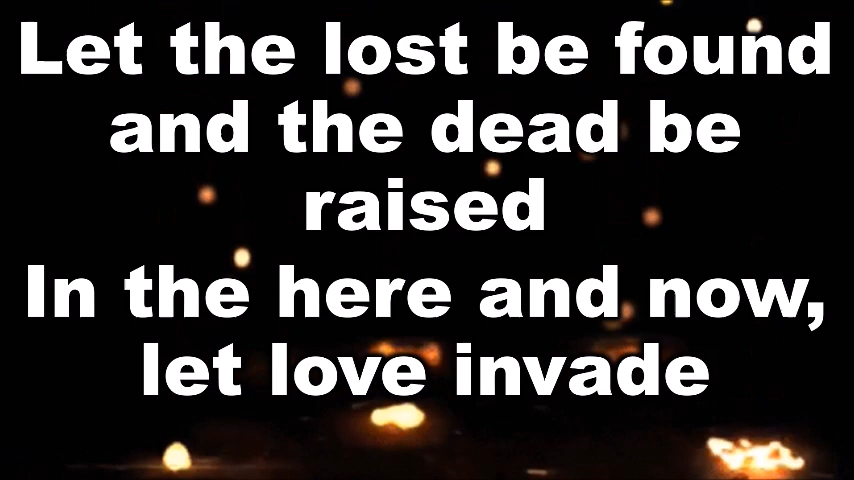 Let the lost be found
and the dead be
raised
In the here and now,
let love invade